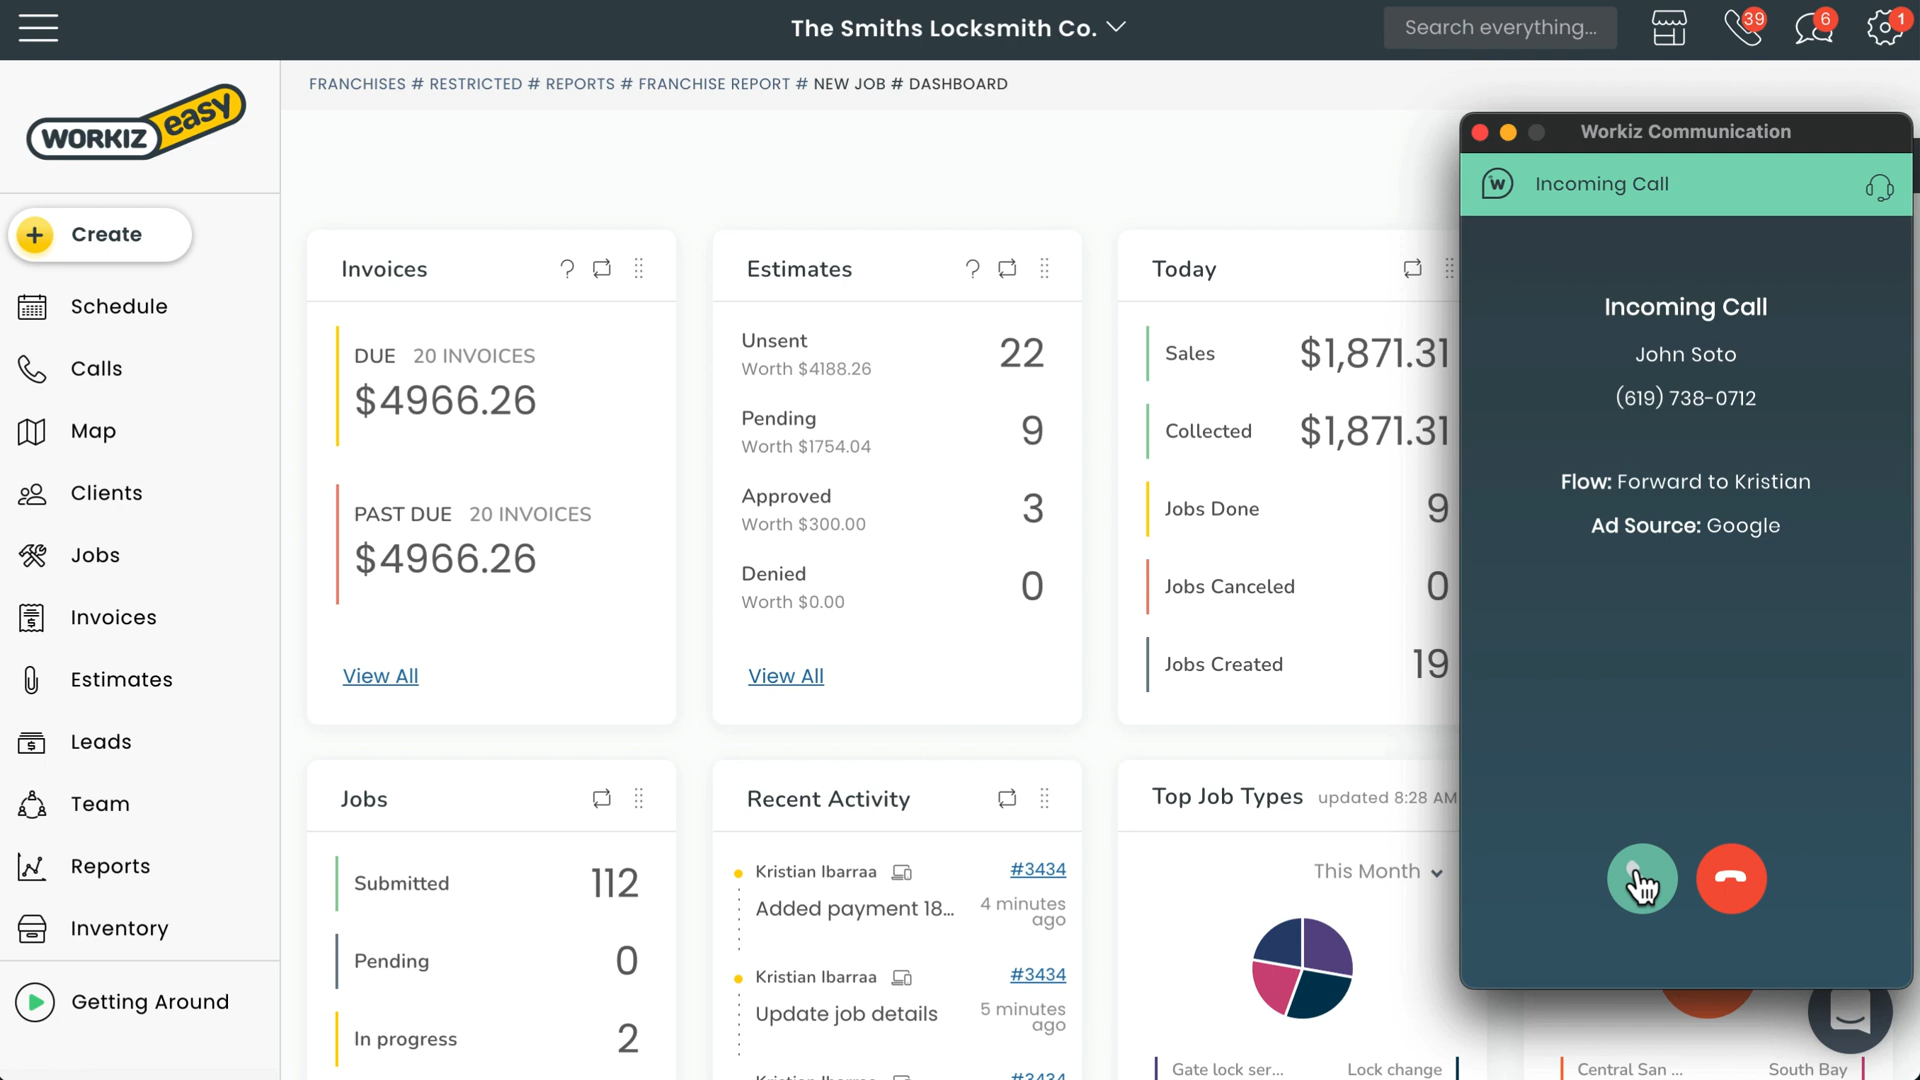 The Smiths Locksmith Co.
Search everything...
39
6
1
WORKIZ easy
FRANCHISES # RESTRICTED # REPORTS # FRANCHISE REPORT # NEW JOB # DASHBOARD
Create
Schedule
Calls
Map
Clients
Jobs
Invoices
Estimates
Leads
Team
Reports
Inventory
Getting Around
Invoices ?
DUE 20 INVOICES
$4966.26
PAST DUE 20 INVOICES
$4966.26
View All
Estimates ?
Unsent 22
Worth $4188.26
Pending 9
Worth $1754.04
Approved 3
Worth $300.00
Denied 0
Worth $0.00
View All
Today
Sales $1,871.31
Collected $1,871.31
Jobs Done 9
Jobs Canceled 0
Jobs Created 19
Jobs
Submitted 112
Pending 0
In progress 2
Recent Activity
Kristian Ibarraa #3434
Added payment 18... 4 minutes ago
Kristian Ibarraa #3434
Update job details 5 minutes ago
Kristian Ibarraa #3434
Top Job Types updated 8:28 AM
This Month
Gate lock ser... Lock change
Central San ... South Bay
Workiz Communication
W Incoming Call
Incoming Call
John Soto
(619) 738-0712
Flow: Forward to Kristian
Ad Source: Google